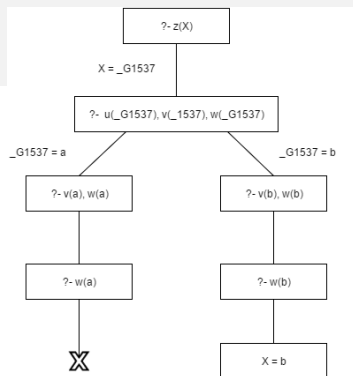 ?- z(X)
X = _G1537
?- u(_G1537), v(_1537), w(_G1537)
_G1537 = a
_G1537 = b
?- v(a), w(a)
?- v(b), w(b)
?- w(a)
?- w(b)
X
X = b